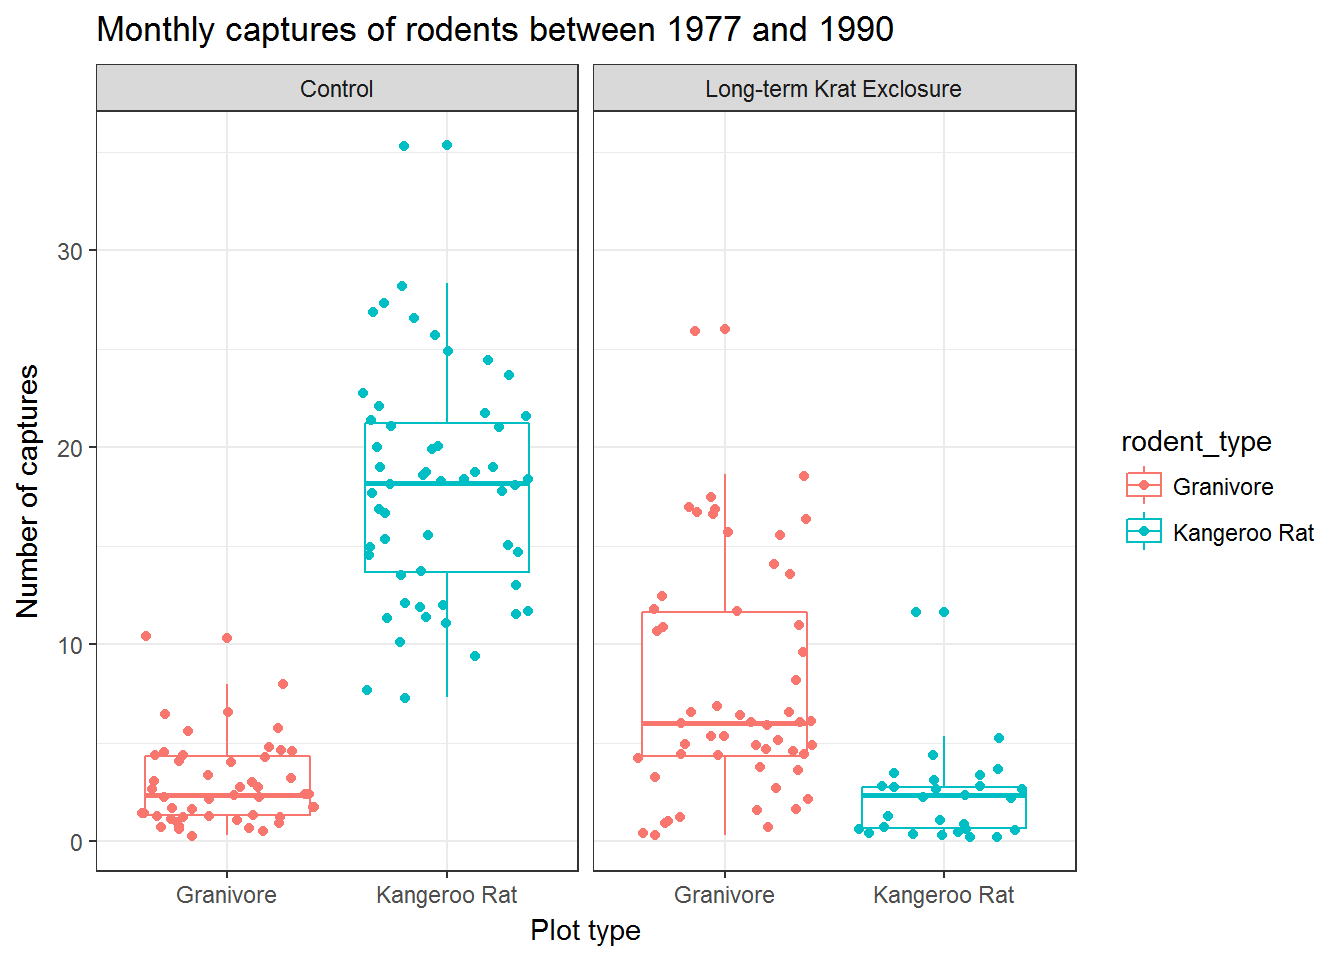 Monthly captures of rodents between 1977 and 1990
Control
Long-term Krat Exclosure
Number of captures
30
20
10
0
Granivore
Kangeroo Rat
Granivore
Kangeroo Rat
Plot type
rodent_type
Granivore
Kangeroo Rat